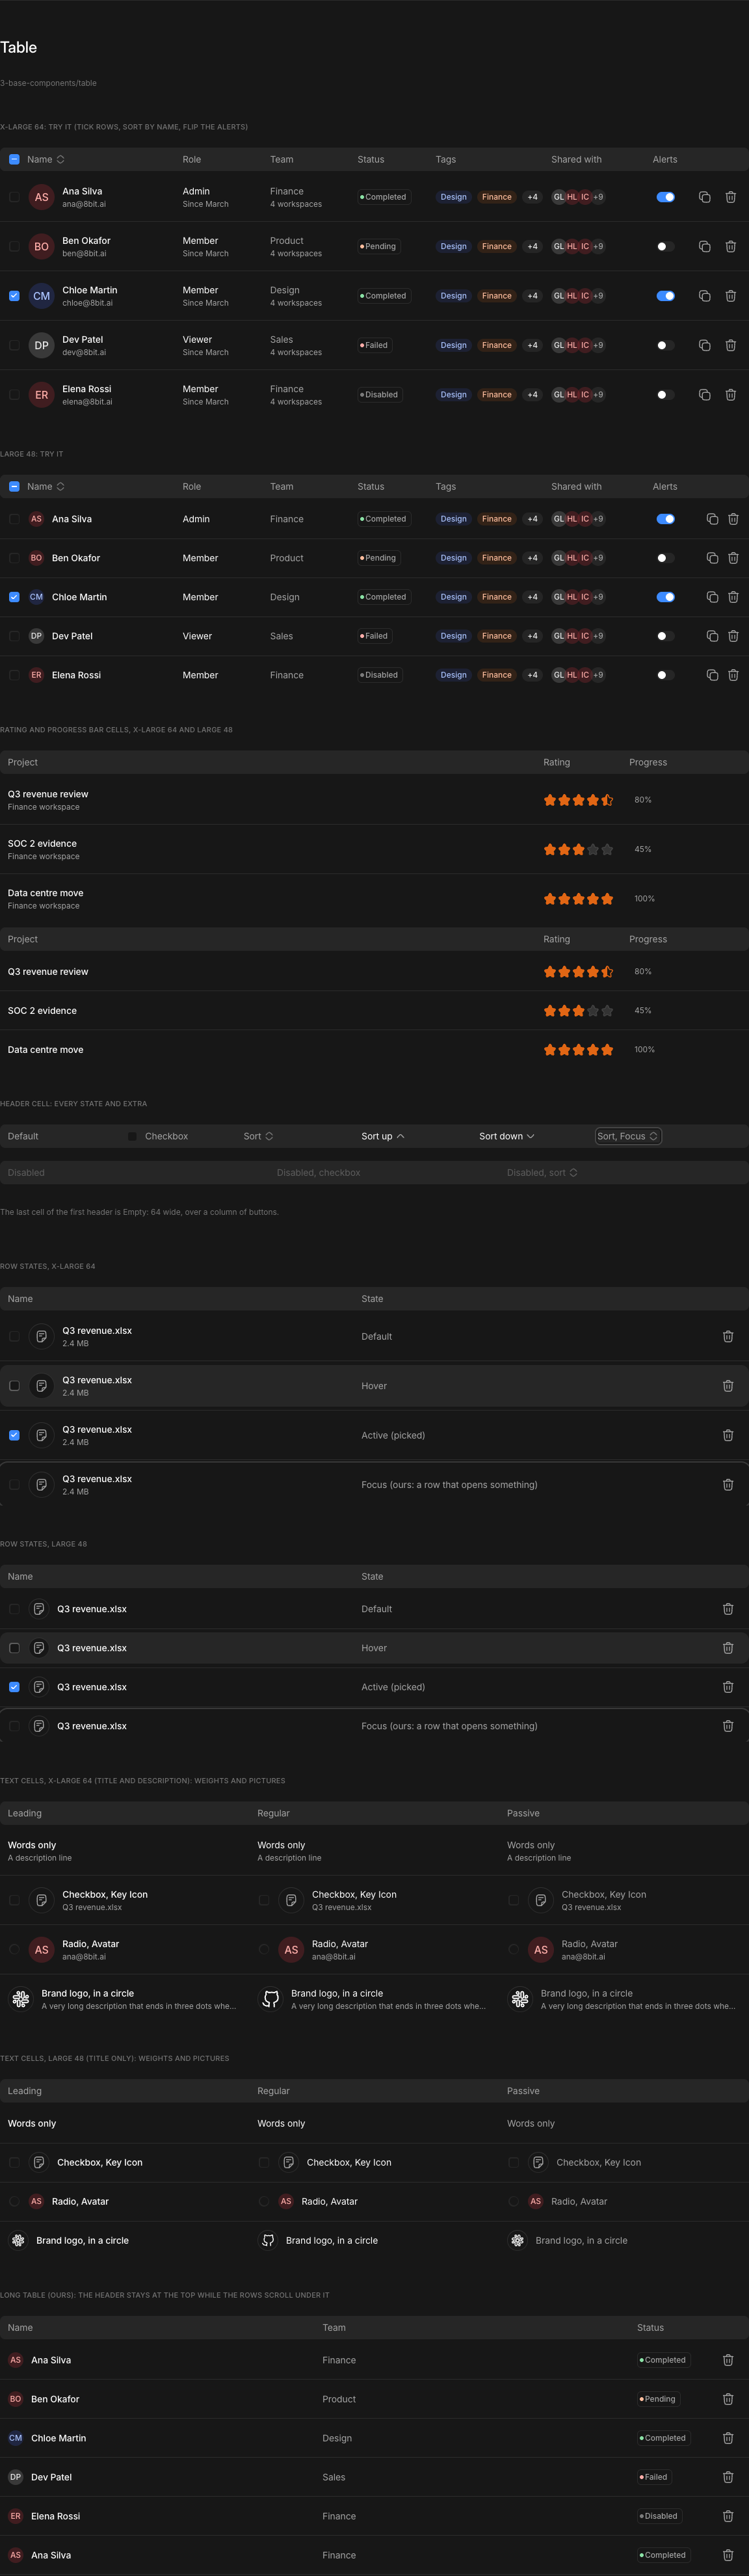 Table
3-base-components/table
X-LARGE 64: TRY IT (TICK ROWS, SORT BY NAME, FLIP THE ALERTS)
Name Role Team Status Tags Shared with Alerts
AS Ana Silva Admin Finance Completed Design Finance +4 GL HL IC +9
ana@8bit.ai Since March 4 workspaces
BO Ben Okafor Member Product Pending Design Finance +4 GL HL IC +9
ben@8bit.ai Since March 4 workspaces
CM Chloe Martin Member Design Completed Design Finance +4 GL HL IC +9
chloe@8bit.ai Since March 4 workspaces
DP Dev Patel Viewer Sales Failed Design Finance +4 GL HL IC +9
dev@8bit.ai Since March 4 workspaces
ER Elena Rossi Member Finance Disabled Design Finance +4 GL HL IC +9
elena@8bit.ai Since March 4 workspaces
LARGE 48: TRY IT
Name Role Team Status Tags Shared with Alerts
AS Ana Silva Admin Finance Completed Design Finance +4 GL HL IC +9
BO Ben Okafor Member Product Pending Design Finance +4 GL HL IC +9
CM Chloe Martin Member Design Completed Design Finance +4 GL HL IC +9
DP Dev Patel Viewer Sales Failed Design Finance +4 GL HL IC +9
ER Elena Rossi Member Finance Disabled Design Finance +4 GL HL IC +9
RATING AND PROGRESS BAR CELLS, X-LARGE 64 AND LARGE 48
Project Rating Progress
Q3 revenue review 80%
Finance workspace
SOC 2 evidence 45%
Finance workspace
Data centre move 100%
Finance workspace
Project Rating Progress
Q3 revenue review 80%
SOC 2 evidence 45%
Data centre move 100%
HEADER CELL: EVERY STATE AND EXTRA
Default Checkbox Sort Sort up Sort down Sort, Focus
Disabled Disabled, checkbox Disabled, sort
The last cell of the first header is Empty: 64 wide, over a column of buttons.
ROW STATES, X-LARGE 64
Name State
Q3 revenue.xlsx Default
2.4 MB
Q3 revenue.xlsx Hover
2.4 MB
Q3 revenue.xlsx Active (picked)
2.4 MB
Q3 revenue.xlsx Focus (ours: a row that opens something)
2.4 MB
ROW STATES, LARGE 48
Name State
Q3 revenue.xlsx Default
Q3 revenue.xlsx Hover
Q3 revenue.xlsx Active (picked)
Q3 revenue.xlsx Focus (ours: a row that opens something)
TEXT CELLS, X-LARGE 64 (TITLE AND DESCRIPTION): WEIGHTS AND PICTURES
Leading Regular Passive
Words only Words only Words only
A description line A description line A description line
Checkbox, Key Icon Checkbox, Key Icon Checkbox, Key Icon
Q3 revenue.xlsx Q3 revenue.xlsx Q3 revenue.xlsx
AS Radio, Avatar AS Radio, Avatar AS Radio, Avatar
ana@8bit.ai ana@8bit.ai ana@8bit.ai
Brand logo, in a circle Brand logo, in a circle Brand logo, in a circle
A very long description that ends in three dots whe... A very long description that ends in three dots whe... A very long description that ends in three dots whe...
TEXT CELLS, LARGE 48 (TITLE ONLY): WEIGHTS AND PICTURES
Leading Regular Passive
Words only Words only Words only
Checkbox, Key Icon Checkbox, Key Icon Checkbox, Key Icon
AS Radio, Avatar AS Radio, Avatar AS Radio, Avatar
Brand logo, in a circle Brand logo, in a circle Brand logo, in a circle
LONG TABLE (OURS): THE HEADER STAYS AT THE TOP WHILE THE ROWS SCROLL UNDER IT
Name Team Status
AS Ana Silva Finance Completed
BO Ben Okafor Product Pending
CM Chloe Martin Design Completed
DP Dev Patel Sales Failed
ER Elena Rossi Finance Disabled
AS Ana Silva Finance Completed